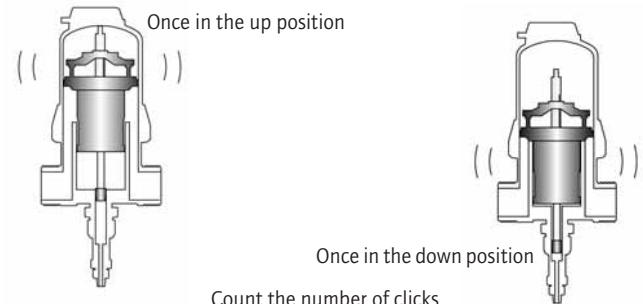 Once in the up position
Once in the down position
Count the number of clicks